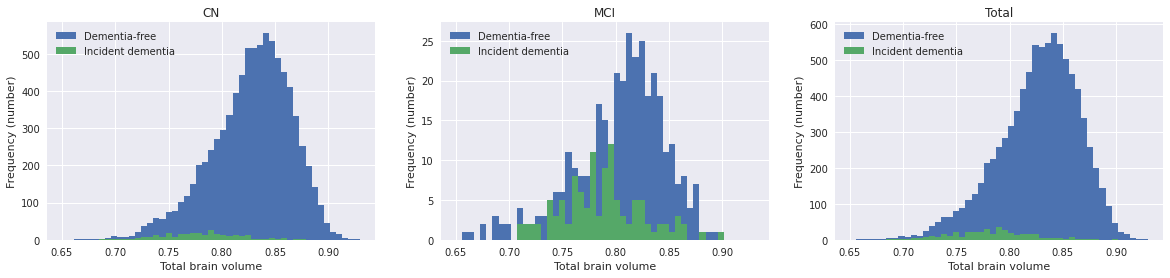 CN
Dementia-free
Incident dementia
Frequency (number)
500
400
300
200
100
0
0.65 0.70 0.75 0.80 0.85 0.90
Total brain volume
MCI
Dementia-free
Incident dementia
Frequency (number)
25
20
15
10
5
0
0.65 0.70 0.75 0.80 0.85 0.90
Total brain volume
Total
Dementia-free
Incident dementia
Frequency (number)
600
500
400
300
200
100
0
0.65 0.70 0.75 0.80 0.85 0.90
Total brain volume